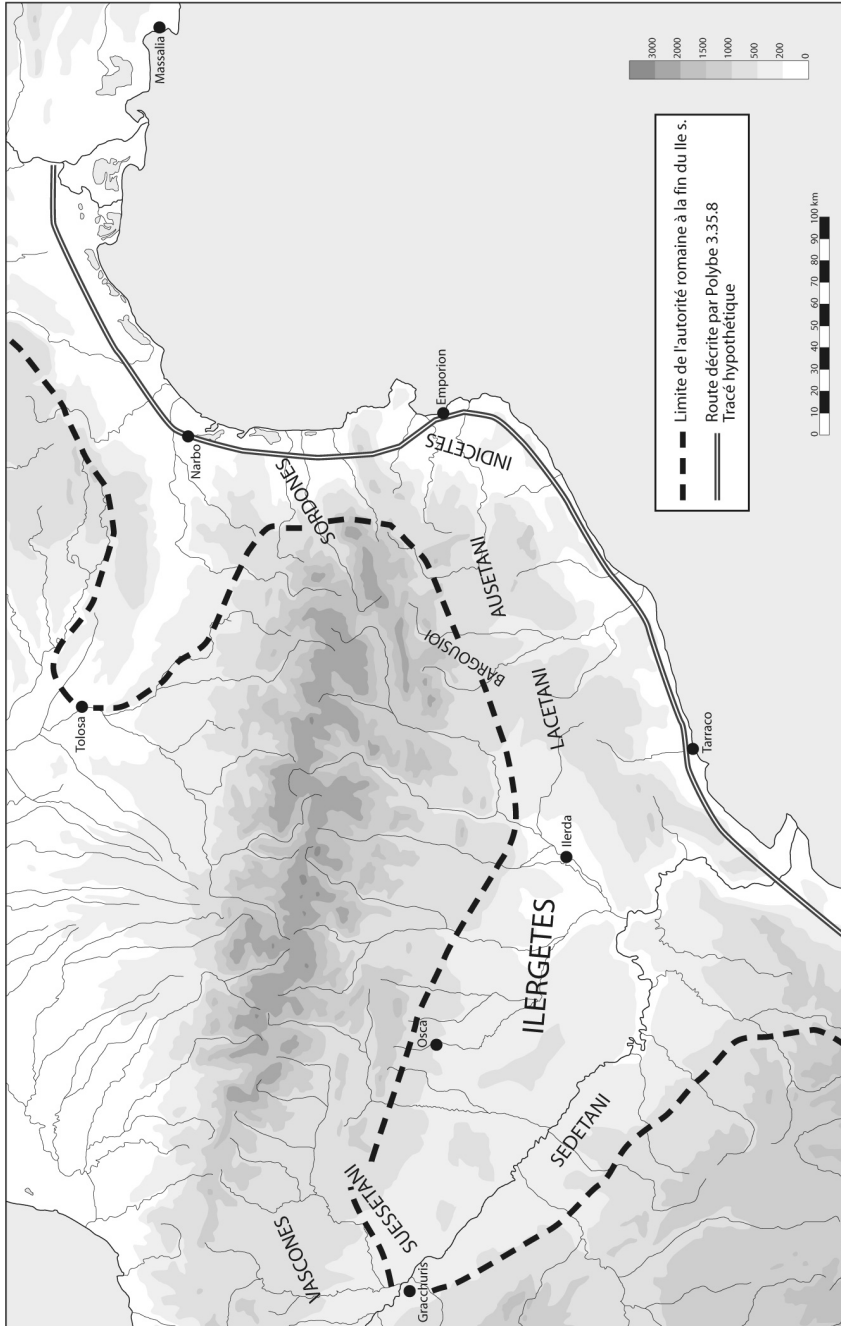 Massalia
Narbo
Tolosa
SORDONES
Emporion
INDICETES
AUSETANI
BARGOUSIOI
LACETANI
Tarraco
Ilerda
ILERGETES
Osca
SEDETANI
SUESSETANI
VASCONES
Gracchuris
3000
2000
1500
1000
500
200
0
Limite de l'autorité romaine à la fin du IIe s.
Route décrite par Polybe 3.35.8
Tracé hypothétique
0 10 20 30 40 50 60 70 80 90 100 km